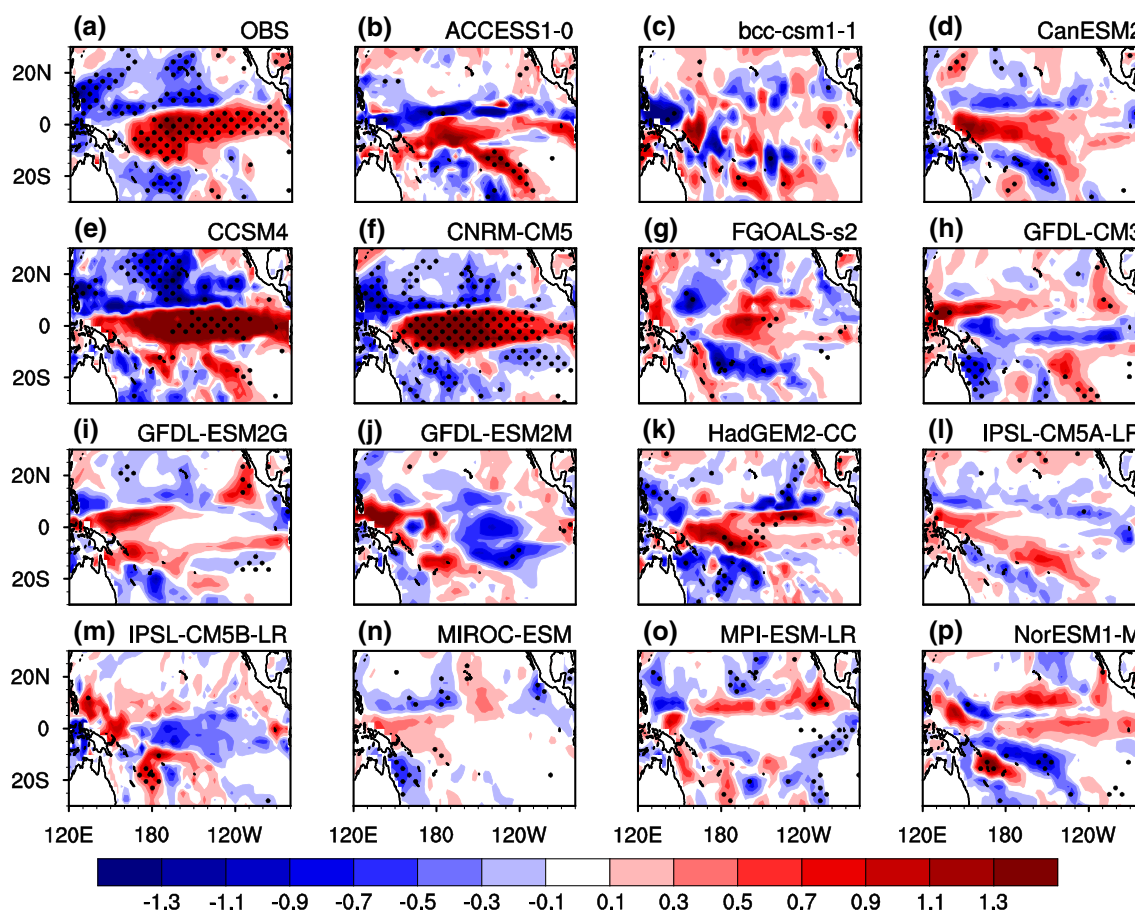 (a) OBS (b) ACCESS1-0 (c) bcc-csm1-1 (d) CanESM2
20N
0
20S
(e) CCSM4 (f) CNRM-CM5 (g) FGOALS-s2 (h) GFDL-CM3
20N
0
20S
(i) GFDL-ESM2G (j) GFDL-ESM2M (k) HadGEM2-CC (l) IPSL-CM5A-LR
20N
0
20S
(m) IPSL-CM5B-LR (n) MIROC-ESM (o) MPI-ESM-LR (p) NorESM1-M
20N
0
20S
120E 180 120W 120E 180 120W 120E 180 120W 120E 180 120W
-1.3 -1.1 -0.9 -0.7 -0.5 -0.3 -0.1 0.1 0.3 0.5 0.7 0.9 1.1 1.3